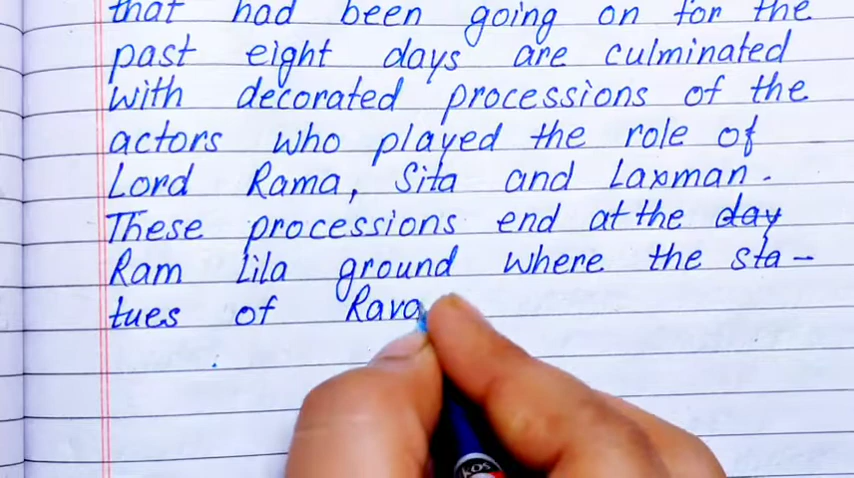 that had been going on for the
past eight days are culminated
with decorated processions of the
actors who played the role of
Lord Rama, Sita and Laxman.
These processions end at the day
Ram Lila ground where the sta-
tues of Rava
kos